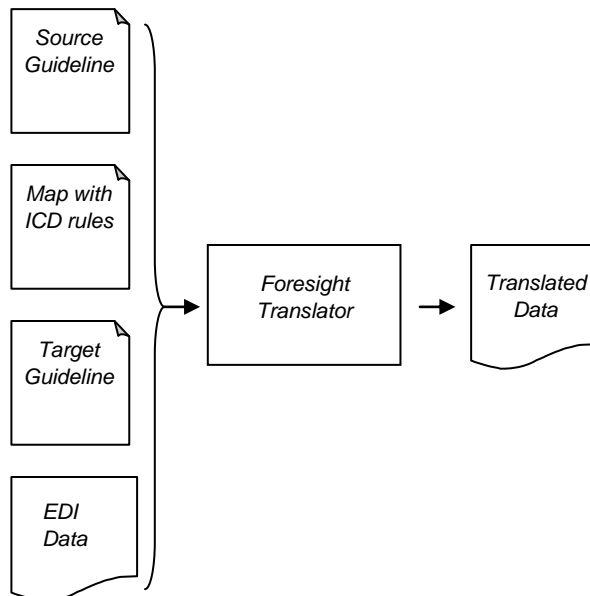 Source
Guideline
Map with
ICD rules
Target
Guideline
EDI
Data
Foresight
Translator
Translated
Data